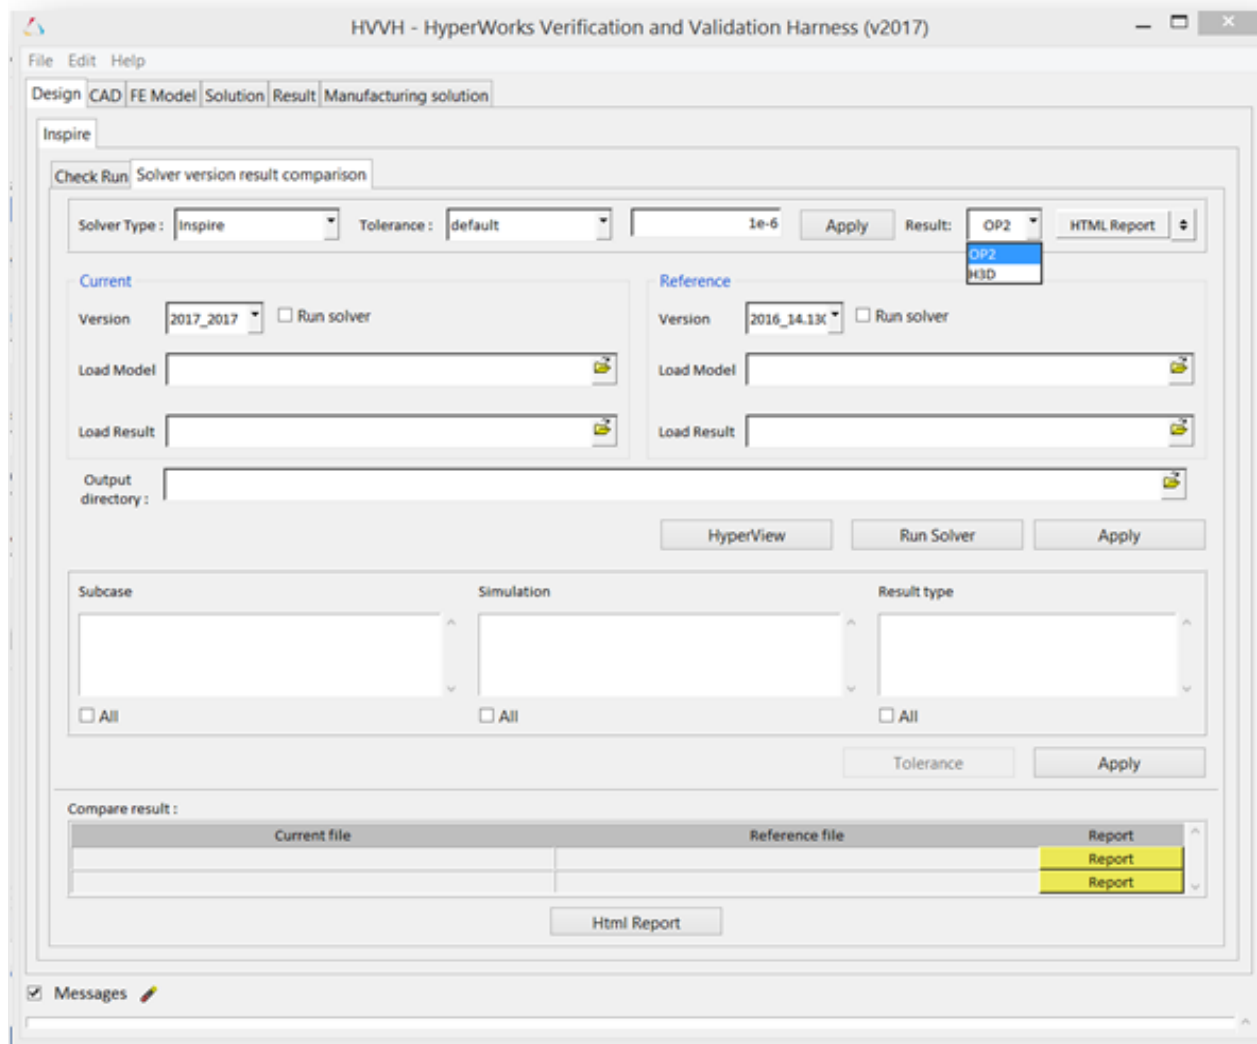 HVVH - HyperWorks Verification and Validation Harness (v2017)
File Edit Help
Design CAD FE Model Solution Result Manufacturing solution
Inspire
Check Run Solver version result comparison
Solver Type : Inspire Tolerance : default 1e-6 Apply Result: OP2 HTML Report
OP2
H3D
Current Reference
Version 2017_2017 Run solver Version 2016_14.130 Run solver
Load Model Load Model
Load Result Load Result
Output
directory :
HyperView Run Solver Apply
Subcase Simulation Result type
All All All
Tolerance Apply
Compare result :
Current file Reference file Report
Report
Report
Html Report
Messages